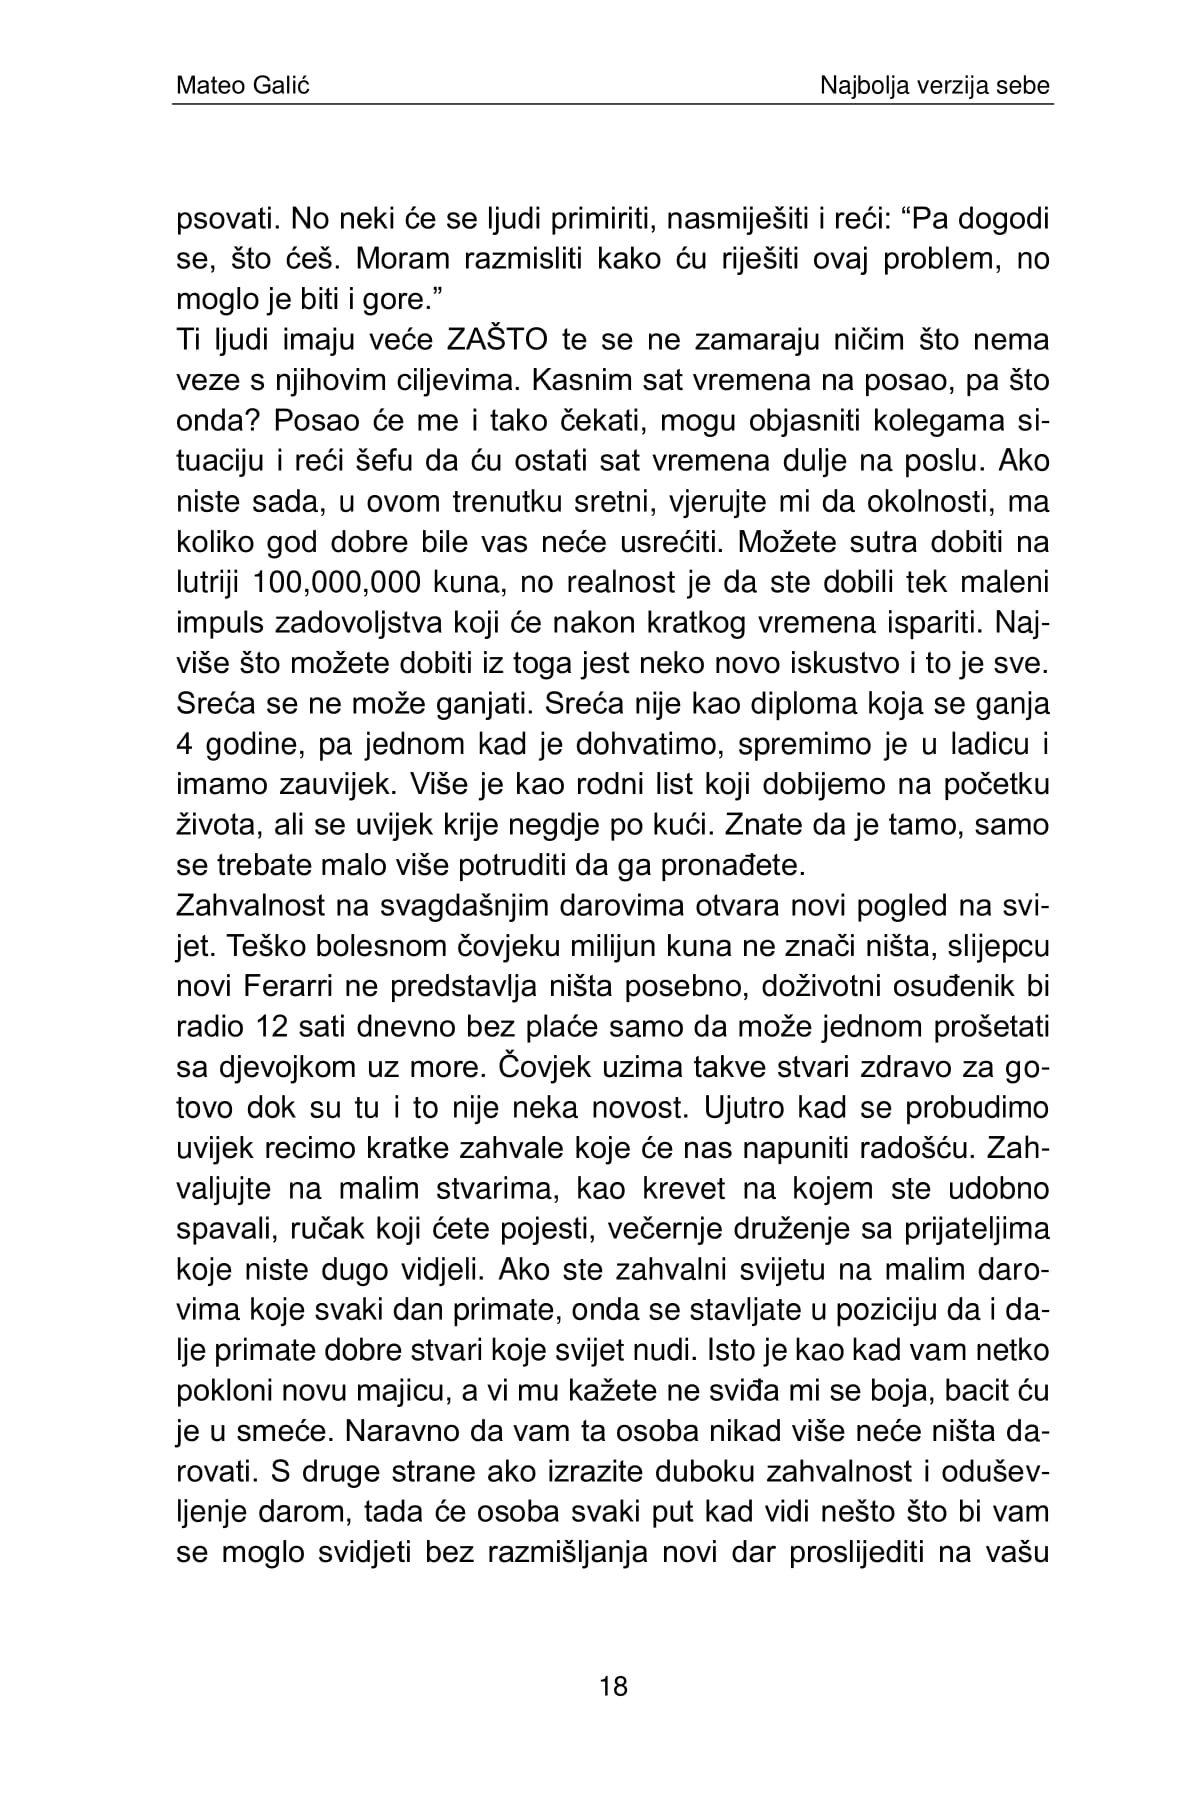 Mateo Galić Najbolja verzija sebe
psovati. No neki će se ljudi primiriti, nasmiješiti i reći: “Pa dogodi
se, što ćeš. Moram razmisliti kako ću riješiti ovaj problem, no
moglo je biti i gore.”
Ti ljudi imaju veće ZAŠTO te se ne zamaraju ničim što nema
veze s njihovim ciljevima. Kasnim sat vremena na posao, pa što
onda? Posao će me i tako čekati, mogu objasniti kolegama si-
tuaciju i reći šefu da ću ostati sat vremena dulje na poslu. Ako
niste sada, u ovom trenutku sretni, vjerujte mi da okolnosti, ma
koliko god dobre bile vas neće usrećiti. Možete sutra dobiti na
lutriji 100,000,000 kuna, no realnost je da ste dobili tek maleni
impuls zadovoljstva koji će nakon kratkog vremena ispariti. Naj-
više što možete dobiti iz toga jest neko novo iskustvo i to je sve.
Sreća se ne može ganjati. Sreća nije kao diploma koja se ganja
4 godine, pa jednom kad je dohvatimo, spremimo je u ladicu i
imamo zauvijek. Više je kao rodni list koji dobijemo na početku
života, ali se uvijek krije negdje po kući. Znate da je tamo, samo
se trebate malo više potruditi da ga pronađete.
Zahvalnost na svagdašnjim darovima otvara novi pogled na svi-
jet. Teško bolesnom čovjeku milijun kuna ne znači ništa, slijepcu
novi Ferarri ne predstavlja ništa posebno, doživotni osuđenik bi
radio 12 sati dnevno bez plaće samo da može jednom prošetati
sa djevojkom uz more. Čovjek uzima takve stvari zdravo za go-
tovo dok su tu i to nije neka novost. Ujutro kad se probudimo
uvijek recimo kratke zahvale koje će nas napuniti radošću. Zah-
valjujte na malim stvarima, kao krevet na kojem ste udobno
spavali, ručak koji ćete pojesti, večernje druženje sa prijateljima
koje niste dugo vidjeli. Ako ste zahvalni svijetu na malim daro-
vima koje svaki dan primate, onda se stavljate u poziciju da i da-
lje primate dobre stvari koje svijet nudi. Isto je kao kad vam netko
pokloni novu majicu, a vi mu kažete ne sviđa mi se boja, bacit ću
je u smeće. Naravno da vam ta osoba nikad više neće ništa da-
rovati. S druge strane ako izrazite duboku zahvalnost i odušev-
ljenje darom, tada će osoba svaki put kad vidi nešto što bi vam
se moglo svidjeti bez razmišljanja novi dar proslijediti na vašu
18